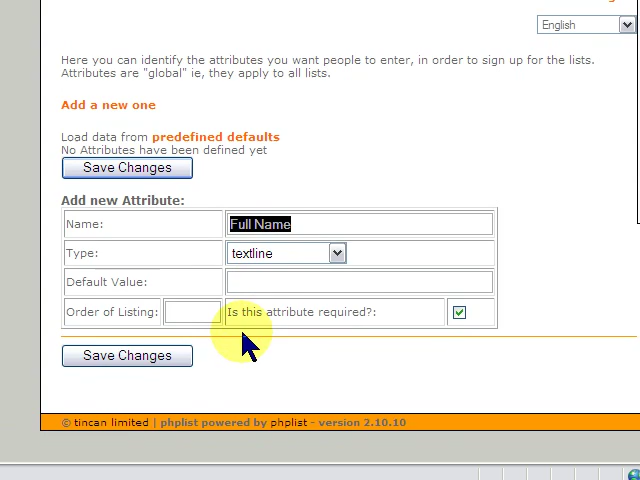 English
Here you can identify the attributes you want people to enter, in order to sign up for the lists.
Attributes are "global" ie, they apply to all lists.
Add a new one
Load data from predefined defaults
No Attributes have been defined yet
Save Changes
Add new Attribute:
Name: Full Name
Type: textline
Default Value:
Order of Listing: Is this attribute required?:
Save Changes
© tincan limited | phplist powered by phplist - version 2.10.10